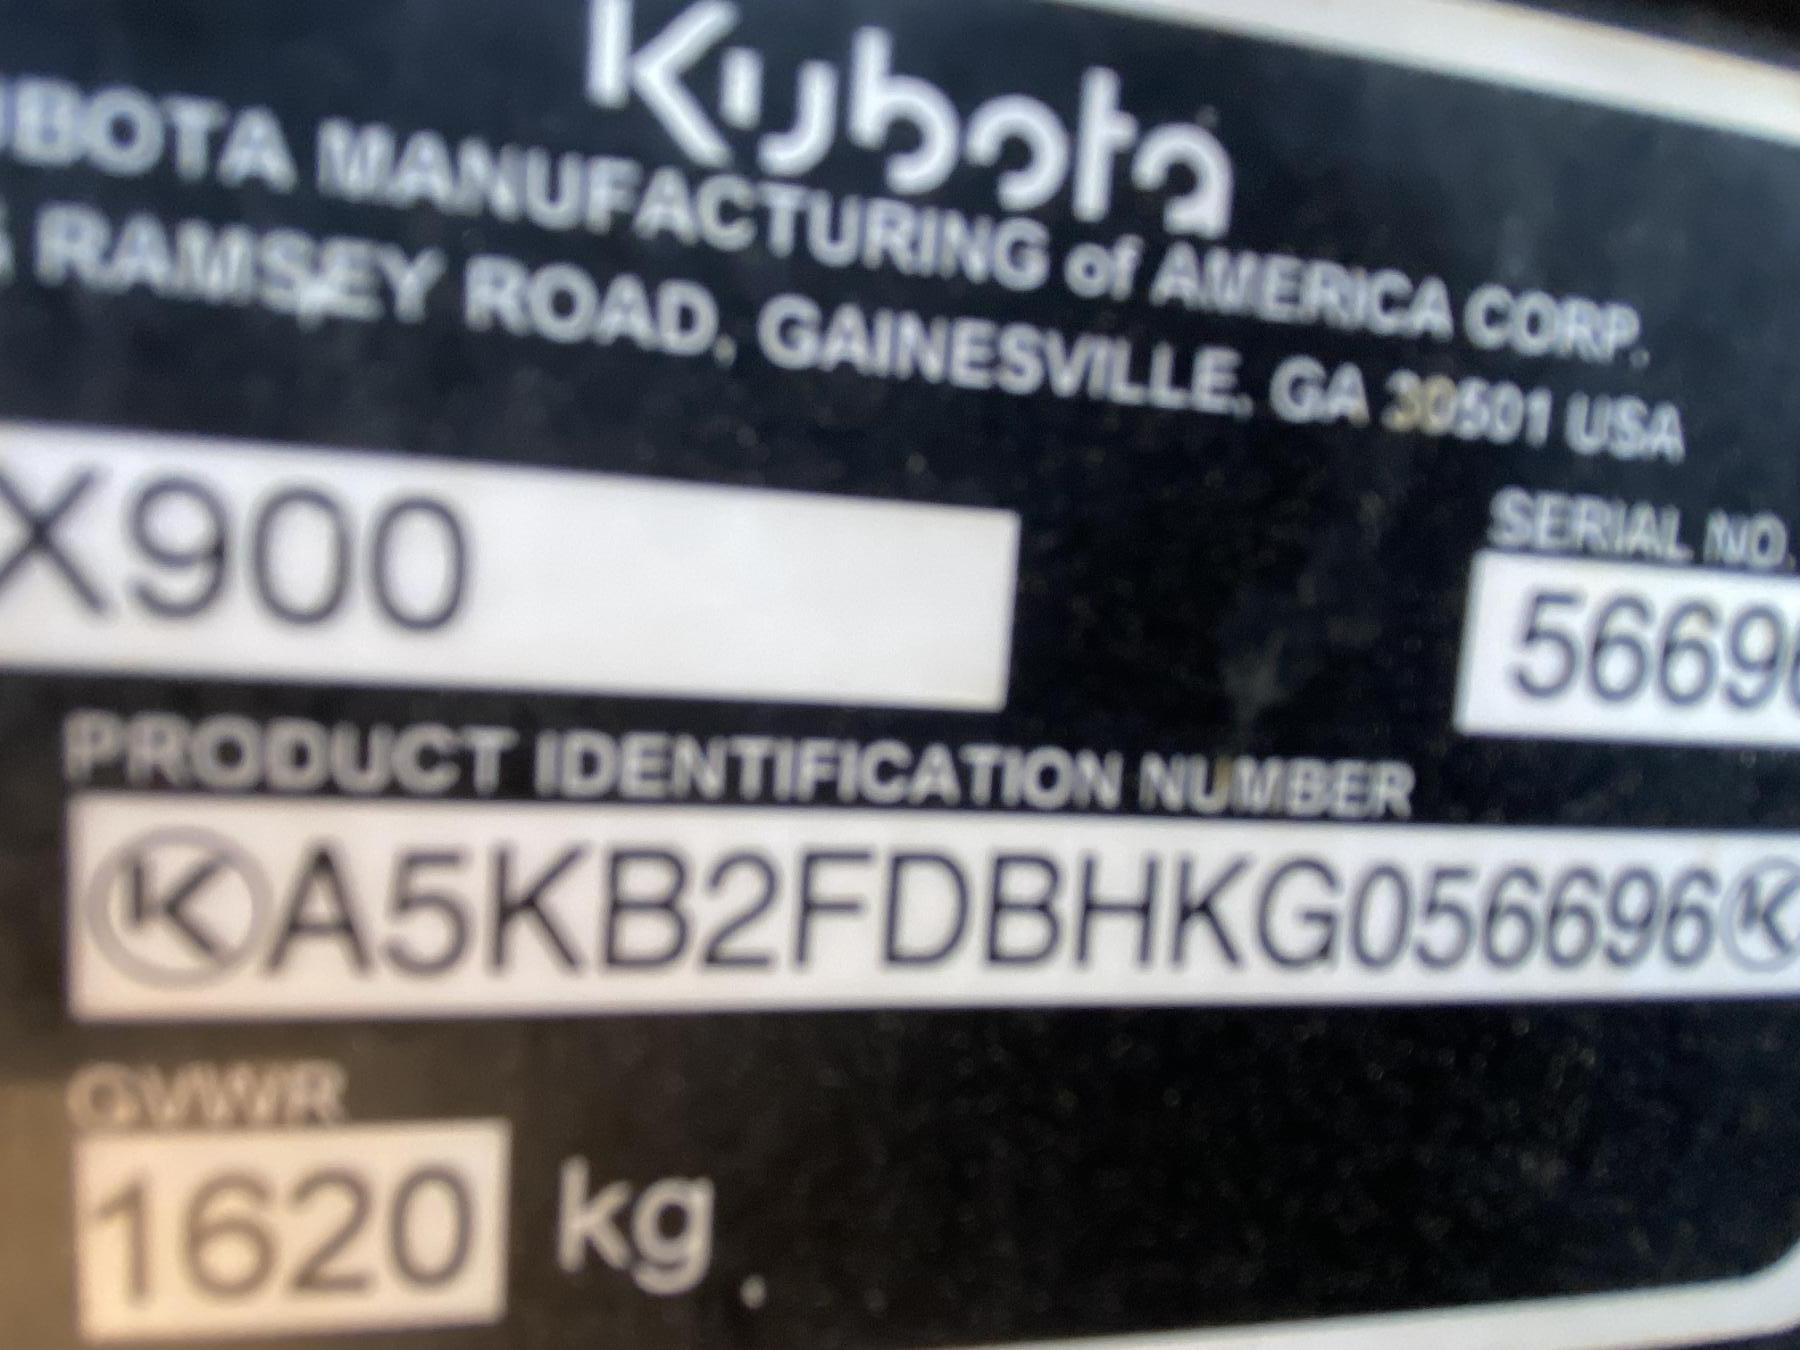 Kubota
UBOTA MANUFACTURING of AMERICA CORP.
RAMSEY ROAD, GAINESVILLE, GA 30501 USA
X900
SERIAL NO.
5669
PRODUCT IDENTIFICATION NUMBER
A5KB2FDBHKG056696
GVWR
1620 kg